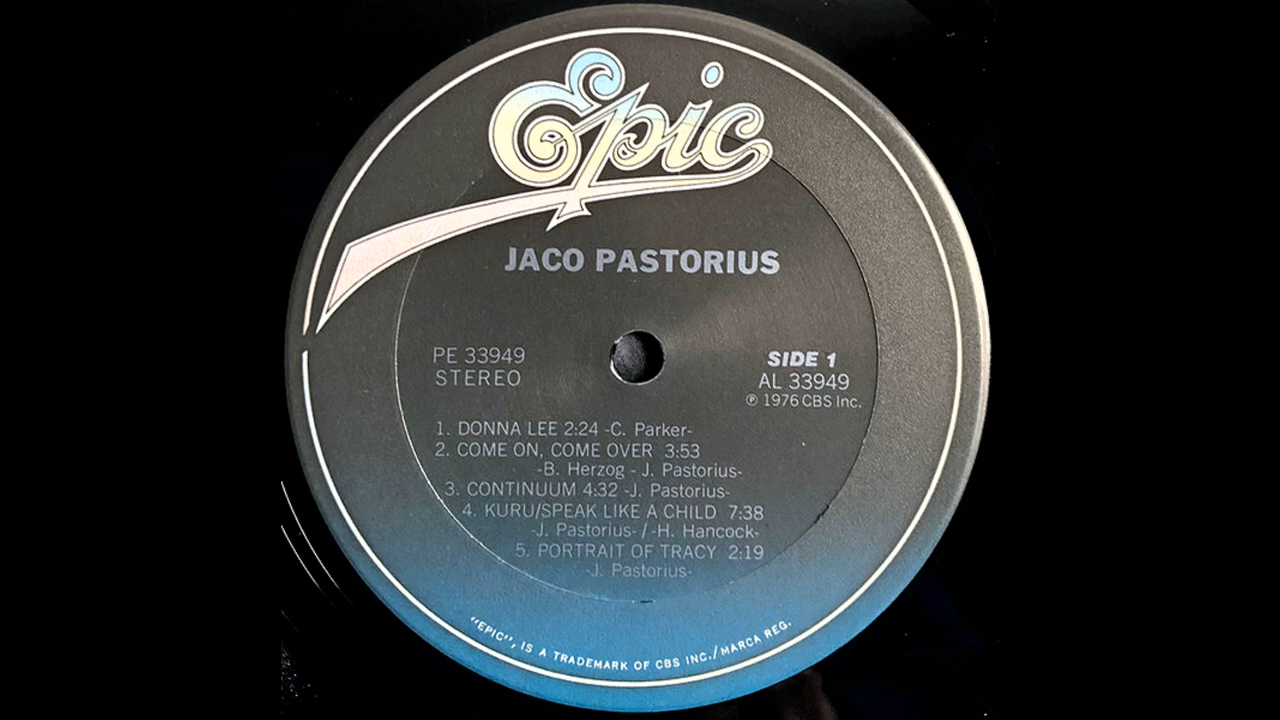 Epic
JACO PASTORIUS
PE 33949
STEREO
SIDE 1
AL 33949
℗ 1976 CBS Inc.
1. DONNA LEE 2:24 -C. Parker-
2. COME ON, COME OVER 3:53
-B. Herzog - J. Pastorius-
3. CONTINUUM 4:32 -J. Pastorius-
4. KURU/SPEAK LIKE A CHILD 7:38
-J. Pastorius- / -H. Hancock-
5. PORTRAIT OF TRACY 2:19
-J. Pastorius-
"EPIC", IS A TRADEMARK OF CBS INC./MARCA REG.